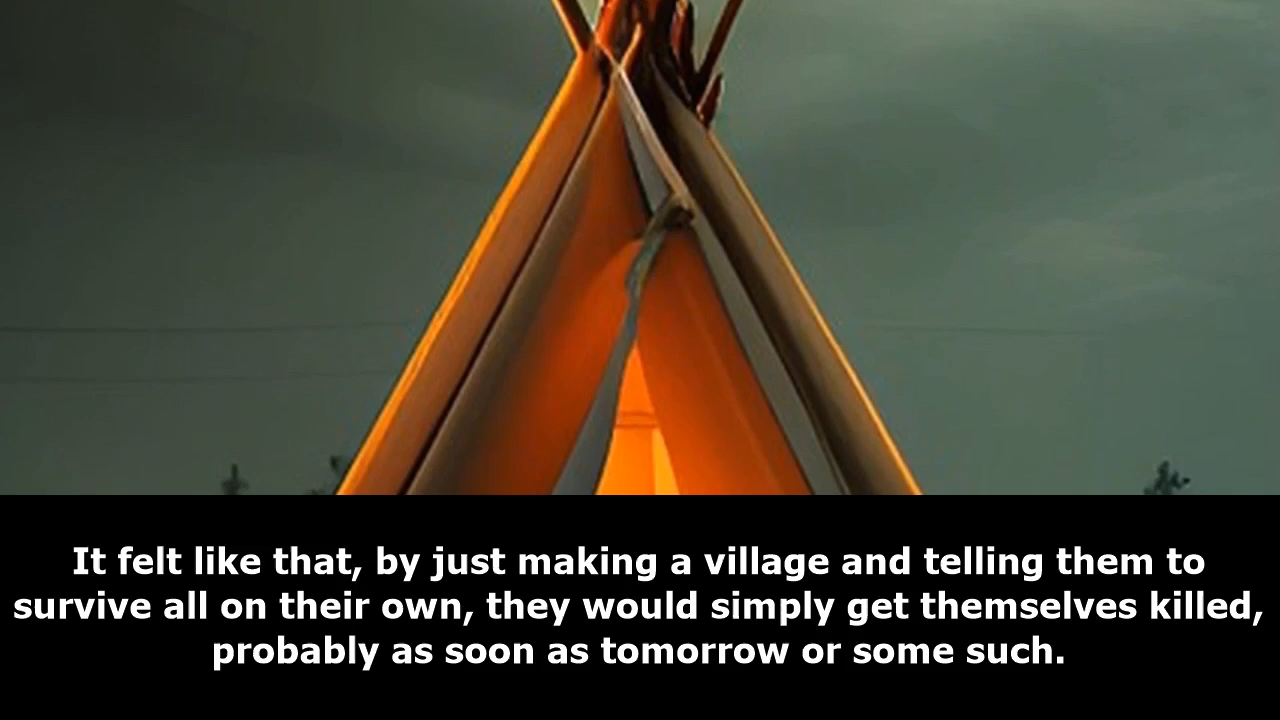 It felt like that, by just making a village and telling them to
survive all on their own, they would simply get themselves killed,
probably as soon as tomorrow or some such.